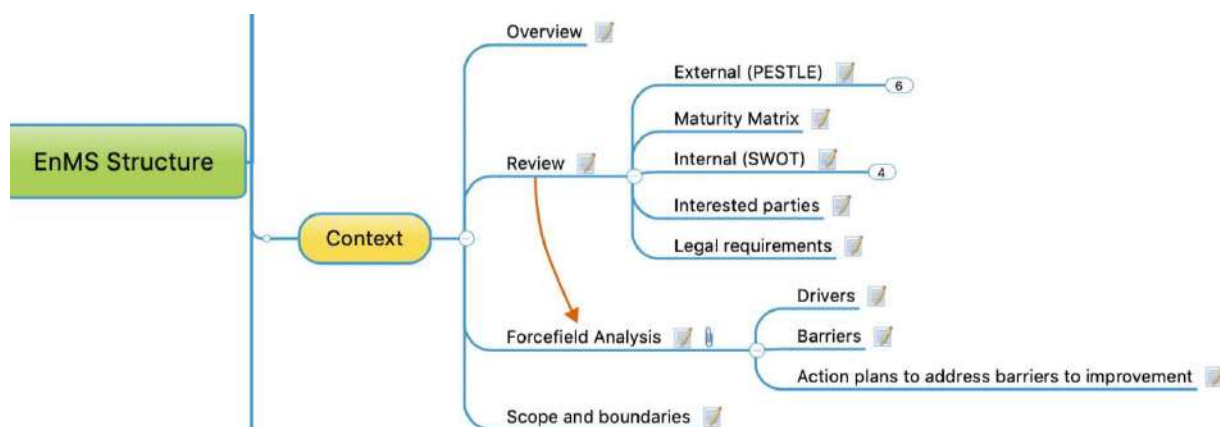 Overview
External (PESTLE)
6
Maturity Matrix
EnMS Structure
Review
Internal (SWOT)
4
Interested parties
Context
Legal requirements
Drivers
Forcefield Analysis
Barriers
Action plans to address barriers to improvement
Scope and boundaries